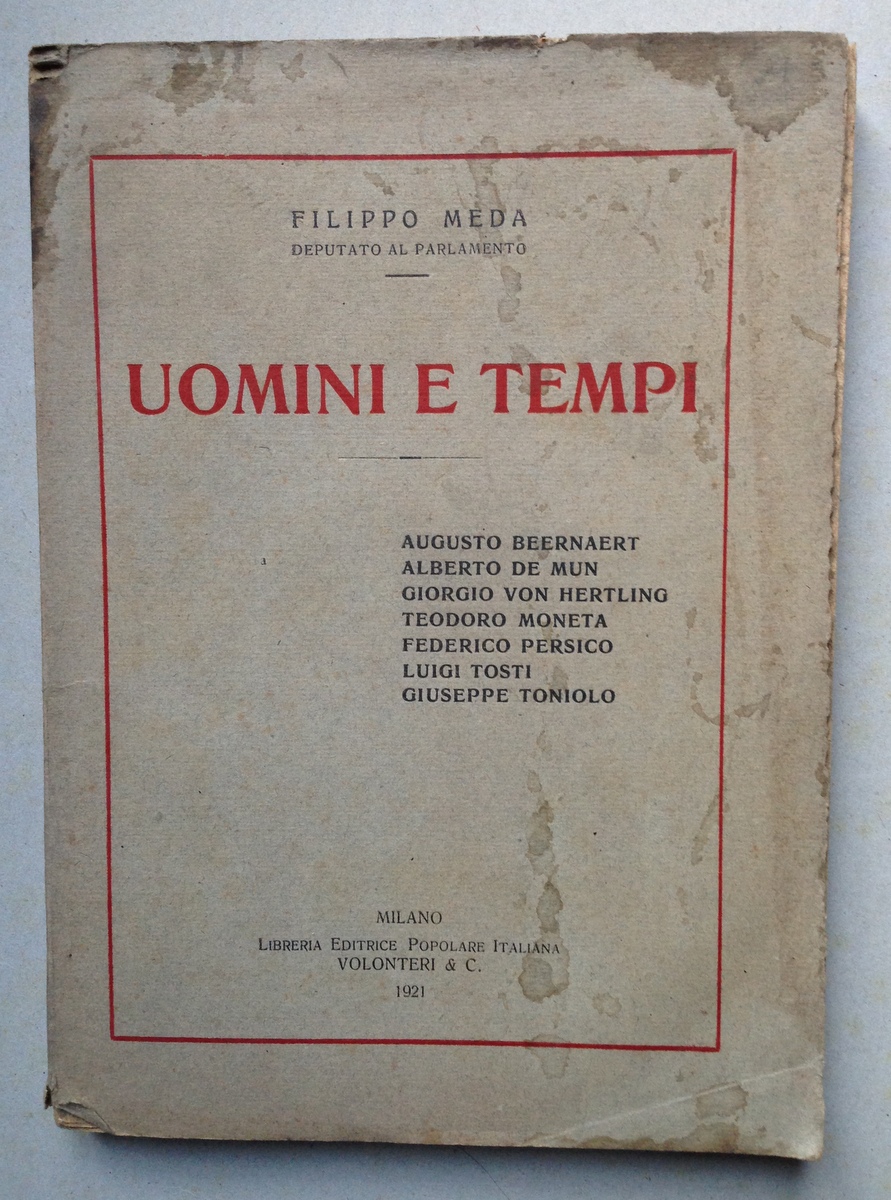 FILIPPO MEDA
DEPUTATO AL PARLAMENTO
UOMINI E TEMPI
AUGUSTO BEERNAERT
ALBERTO DE MUN
GIORGIO VON HERTLING
TEODORO MONETA
FEDERICO PERSICO
LUIGI TOSTI
GIUSEPPE TONIOLO
MILANO
LIBRERIA EDITRICE POPOLARE ITALIANA
VOLONTERI & C.
1921